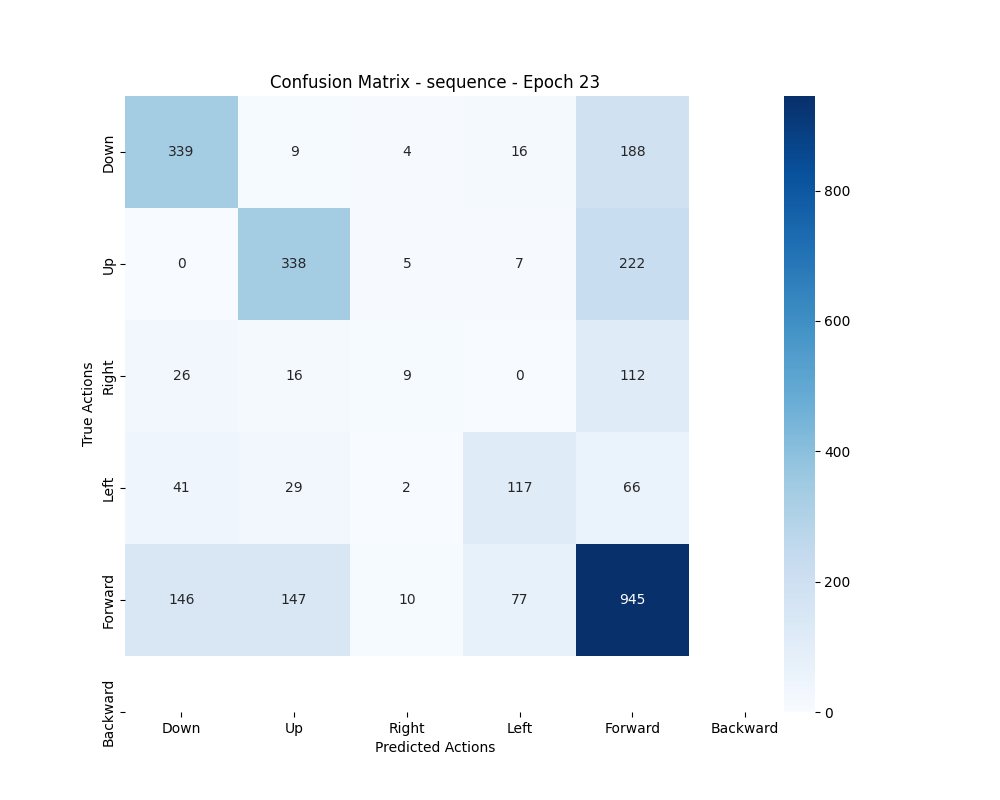 Confusion Matrix - sequence - Epoch 23
True Actions
Down 339 9 4 16 188
Up 0 338 5 7 222
Right 26 16 9 0 112
Left 41 29 2 117 66
Forward 146 147 10 77 945
Backward
Down Up Right Left Forward Backward
Predicted Actions
800
600
400
200
0